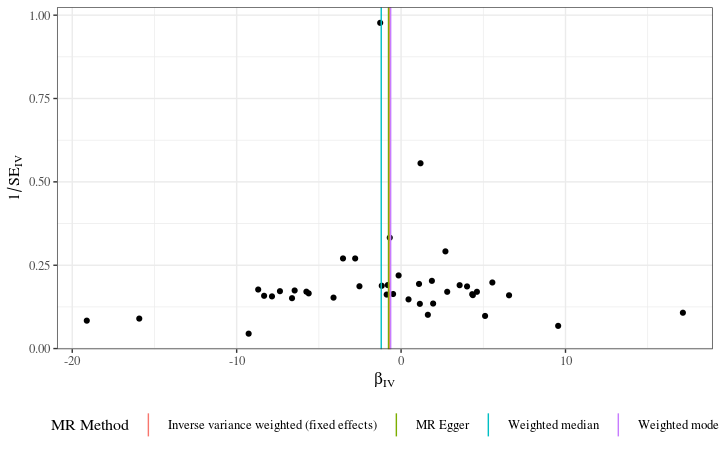 1.00
0.75
0.50
0.25
0.00
1/SE_IV
-20 -10 0 10
β_IV
MR Method Inverse variance weighted (fixed effects) MR Egger Weighted median Weighted mode